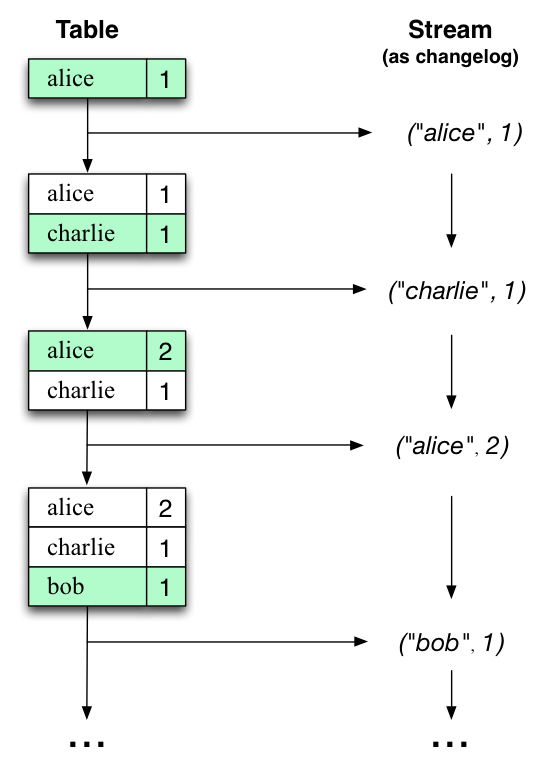 Table Stream
(as changelog)
alice 1
("alice", 1)
alice 1
charlie 1
("charlie", 1)
alice 2
charlie 1
("alice", 2)
alice 2
charlie 1
bob 1
("bob", 1)
... ...